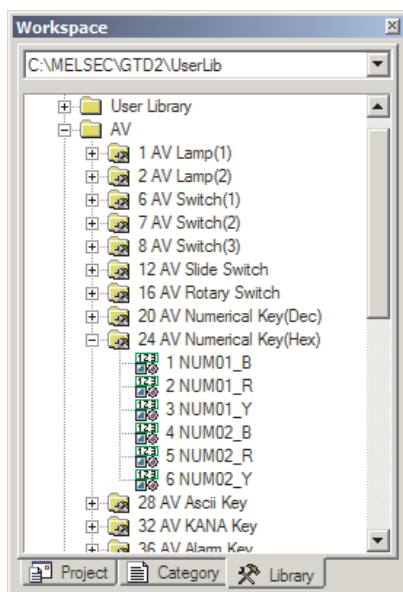 Workspace
C:\MELSEC\GTD2\UserLib
User Library
AV
1 AV Lamp(1)
2 AV Lamp(2)
6 AV Switch(1)
7 AV Switch(2)
8 AV Switch(3)
12 AV Slide Switch
16 AV Rotary Switch
20 AV Numerical Key(Dec)
24 AV Numerical Key(Hex)
1 NUM01_B
2 NUM01_R
3 NUM01_Y
4 NUM02_B
5 NUM02_R
6 NUM02_Y
28 AV Ascii Key
32 AV KANA Key
36 AV Alarm Key
Project Category Library